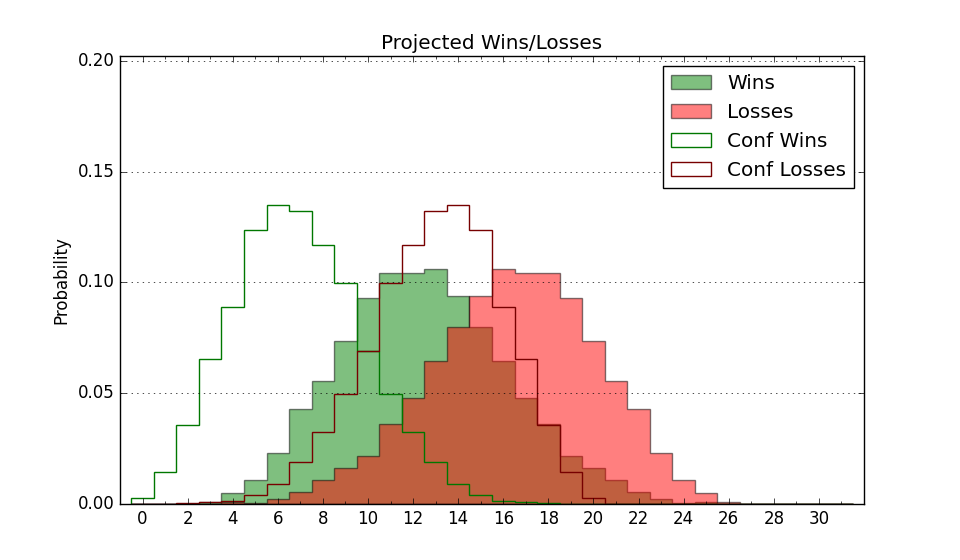 Projected Wins/Losses
0.20
0.15
0.10
0.05
0.00
Probability
Wins
Losses
Conf Wins
Conf Losses
0 2 4 6 8 10 12 14 16 18 20 22 24 26 28 30